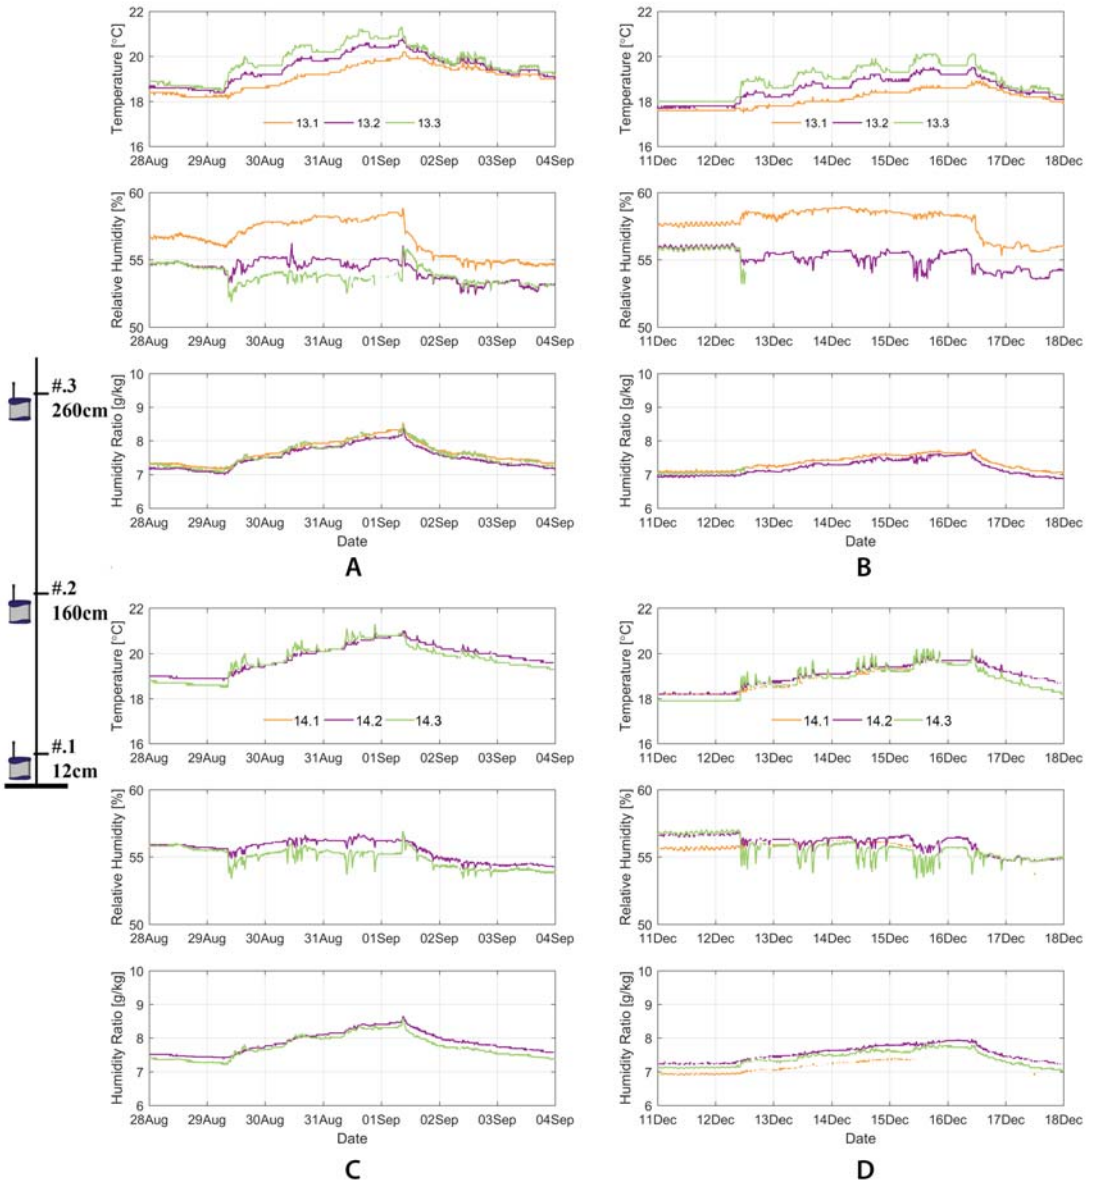 22
20
18
16
Temperature [°C]
13.1 13.2 13.3
28Aug 29Aug 30Aug 31Aug 01Sep 02Sep 03Sep 04Sep
22
20
18
16
Temperature [°C]
13.1 13.2 13.3
11Dec 12Dec 13Dec 14Dec 15Dec 16Dec 17Dec 18Dec
60
55
50
Relative Humidity [%]
28Aug 29Aug 30Aug 31Aug 01Sep 02Sep 03Sep 04Sep
60
55
50
Relative Humidity [%]
11Dec 12Dec 13Dec 14Dec 15Dec 16Dec 17Dec 18Dec
#.3
260cm
#.2
160cm
#.1
12cm
10
9
8
7
6
Humidity Ratio [g/kg]
28Aug 29Aug 30Aug 31Aug 01Sep 02Sep 03Sep 04Sep
Date
A
10
9
8
7
6
Humidity Ratio [g/kg]
11Dec 12Dec 13Dec 14Dec 15Dec 16Dec 17Dec 18Dec
Date
B
22
20
18
16
Temperature [°C]
14.1 14.2 14.3
28Aug 29Aug 30Aug 31Aug 01Sep 02Sep 03Sep 04Sep
22
20
18
16
Temperature [°C]
14.1 14.2 14.3
11Dec 12Dec 13Dec 14Dec 15Dec 16Dec 17Dec 18Dec
60
55
50
Relative Humidity [%]
28Aug 29Aug 30Aug 31Aug 01Sep 02Sep 03Sep 04Sep
60
55
50
Relative Humidity [%]
11Dec 12Dec 13Dec 14Dec 15Dec 16Dec 17Dec 18Dec
10
9
8
7
6
Humidity Ratio [g/kg]
28Aug 29Aug 30Aug 31Aug 01Sep 02Sep 03Sep 04Sep
Date
C
10
9
8
7
6
Humidity Ratio [g/kg]
11Dec 12Dec 13Dec 14Dec 15Dec 16Dec 17Dec 18Dec
Date
D